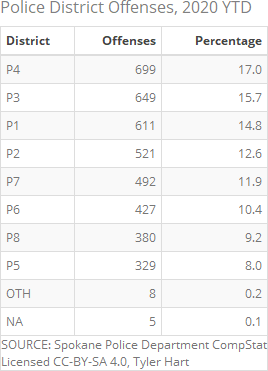 Police District Offenses, 2020 YTD
District Offenses Percentage
P4 699 17.0
P3 649 15.7
P1 611 14.8
P2 521 12.6
P7 492 11.9
P6 427 10.4
P8 380 9.2
P5 329 8.0
OTH 8 0.2
NA 5 0.1
SOURCE: Spokane Police Department CompStat
Licensed CC-BY-SA 4.0, Tyler Hart